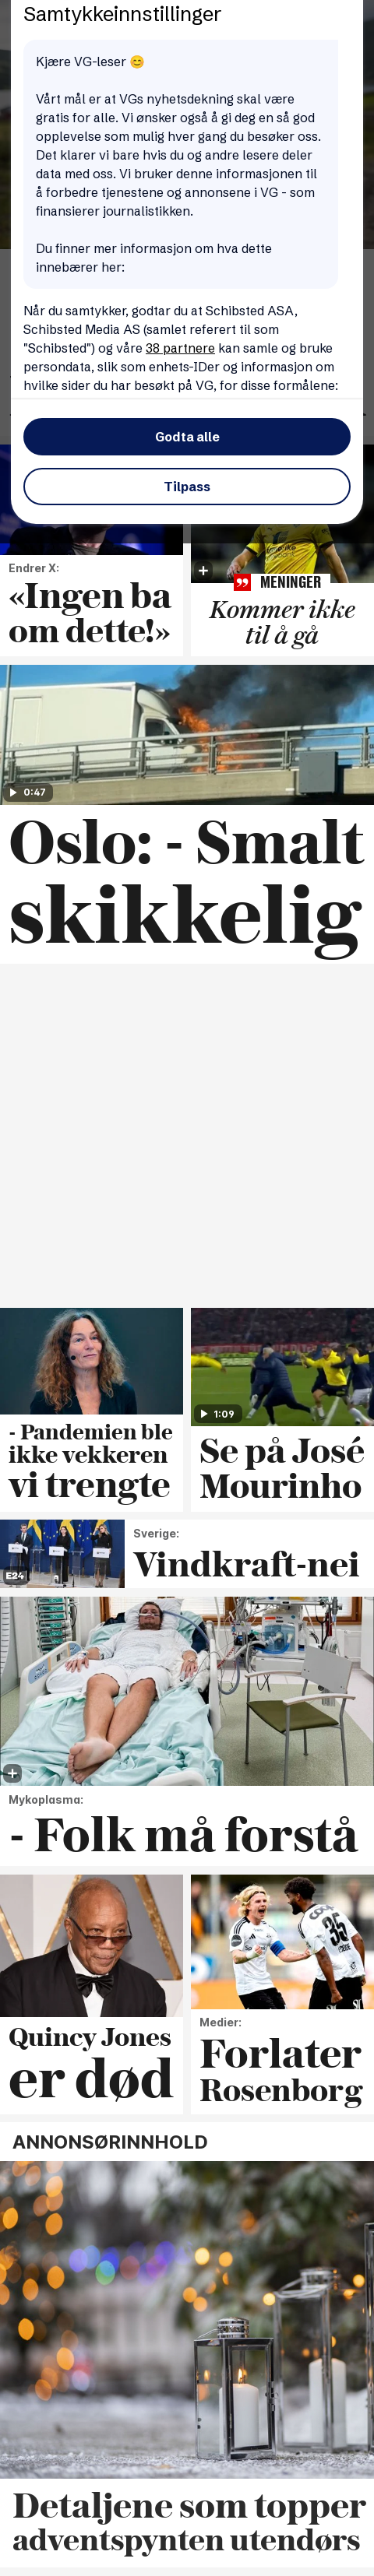 Samtykkeinnstillinger
Kjære VG-leser 😊
Vårt mål er at VGs nyhetsdekning skal være
gratis for alle. Vi ønsker også å gi deg en så god
opplevelse som mulig hver gang du besøker oss.
Det klarer vi bare hvis du og andre lesere deler
data med oss. Vi bruker denne informasjonen til
å forbedre tjenestene og annonsene i VG - som
finansierer journalistikken.
Du finner mer informasjon om hva dette
innebærer her:
Når du samtykker, godtar du at Schibsted ASA,
Schibsted Media AS (samlet referert til som
"Schibsted") og våre 38 partnere kan samle og bruke
persondata, slik som enhets-IDer og informasjon om
hvilke sider du har besøkt på VG, for disse formålene:
Godta alle
Tilpass
Endrer X:
«Ingen ba
om dette!»
MENINGER
Kommer ikke
til å gå
0:47
Oslo: - Smalt
skikkelig
- Pandemien ble
ikke vekkeren
vi trengte
1:09
Se på José
Mourinho
E24
Sverige:
Vindkraft-nei
Mykoplasma:
- Folk må forstå
Quincy Jones
er død
35
Medier:
Forlater
Rosenborg
ANNONSØRINNHOLD
Detaljene som topper
adventspynten utendørs